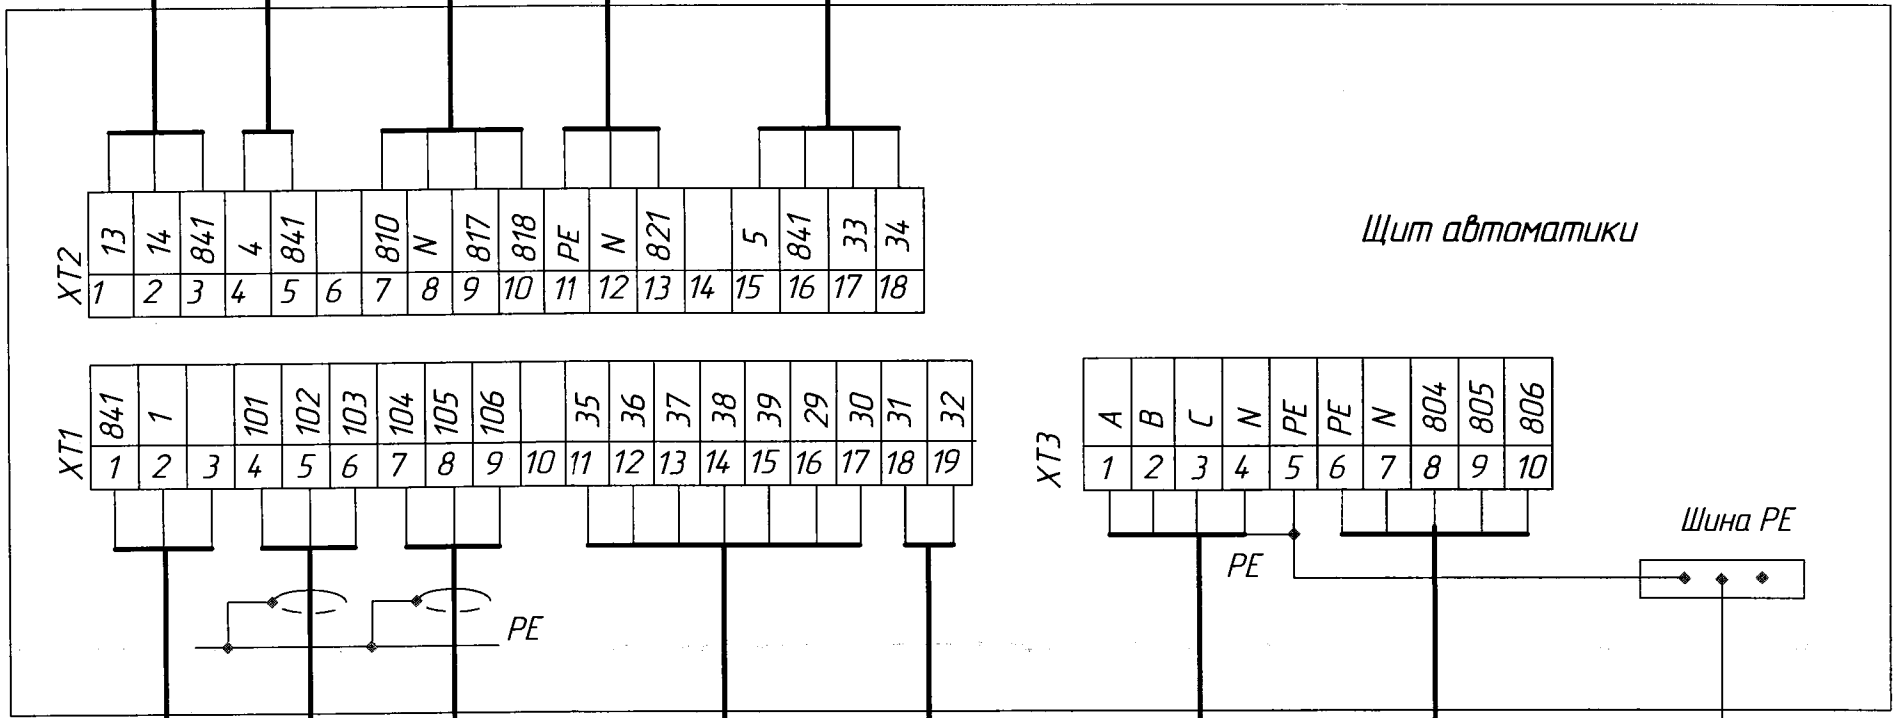 Щит автоматики
XT2
13 14 841 4 841 810 N 817 818 PE N 821 5 841 33 34
1 2 3 4 5 6 7 8 9 10 11 12 13 14 15 16 17 18
XT1
841 1 101 102 103 104 105 106 35 36 37 38 39 29 30 31 32
1 2 3 4 5 6 7 8 9 10 11 12 13 14 15 16 17 18 19
PE
XT3
A B C N PE PE N 804 805 806
1 2 3 4 5 6 7 8 9 10
PE
Шина PE